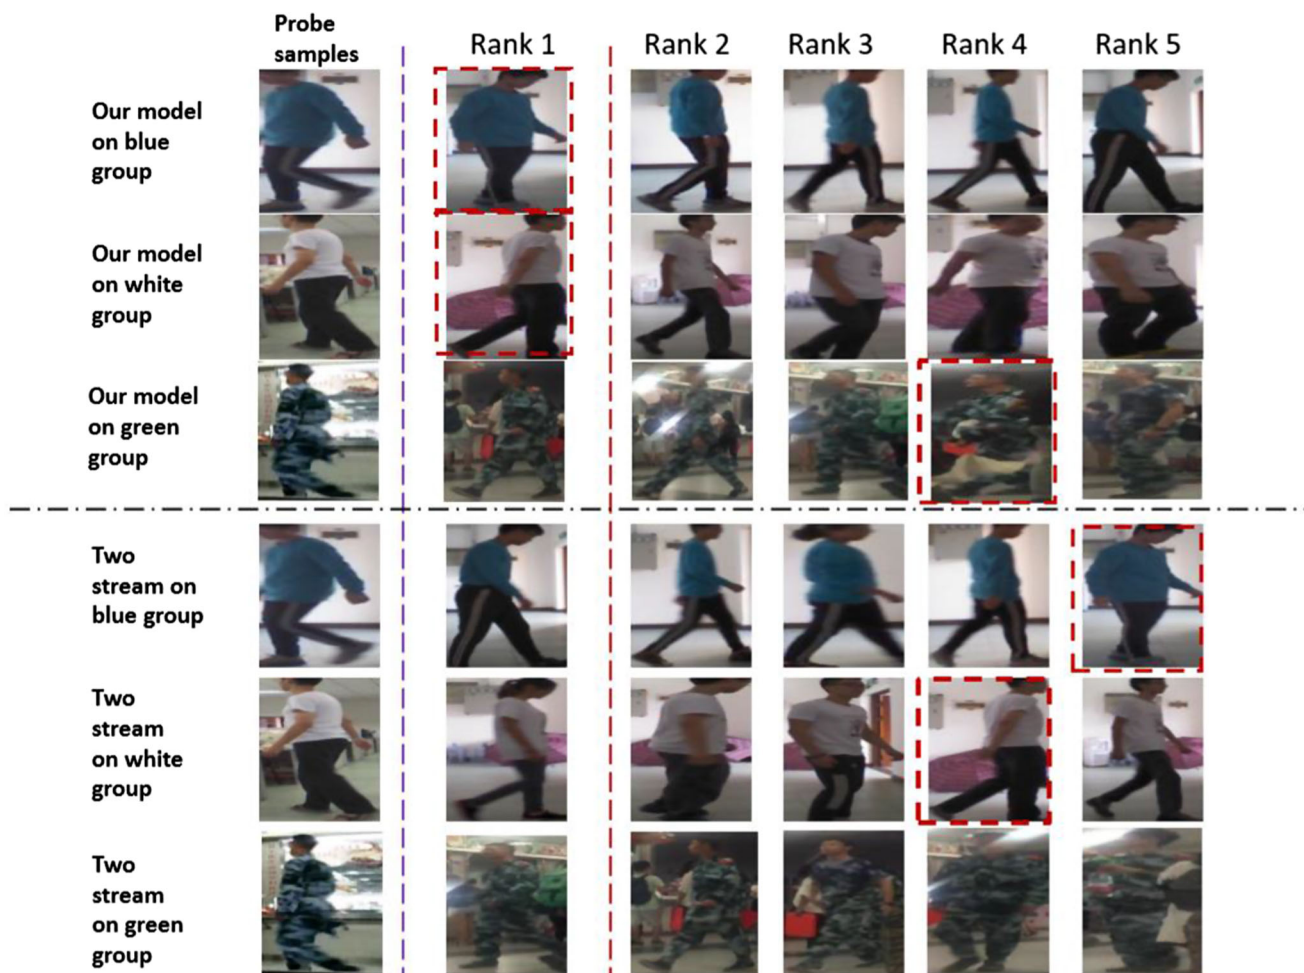 Probe
samples
Rank 1
Rank 2
Rank 3
Rank 4
Rank 5
Our model
on blue
group
Our model
on white
group
Our model
on green
group
Two
stream on
blue group
Two
stream
on white
group
Two
stream
on green
group